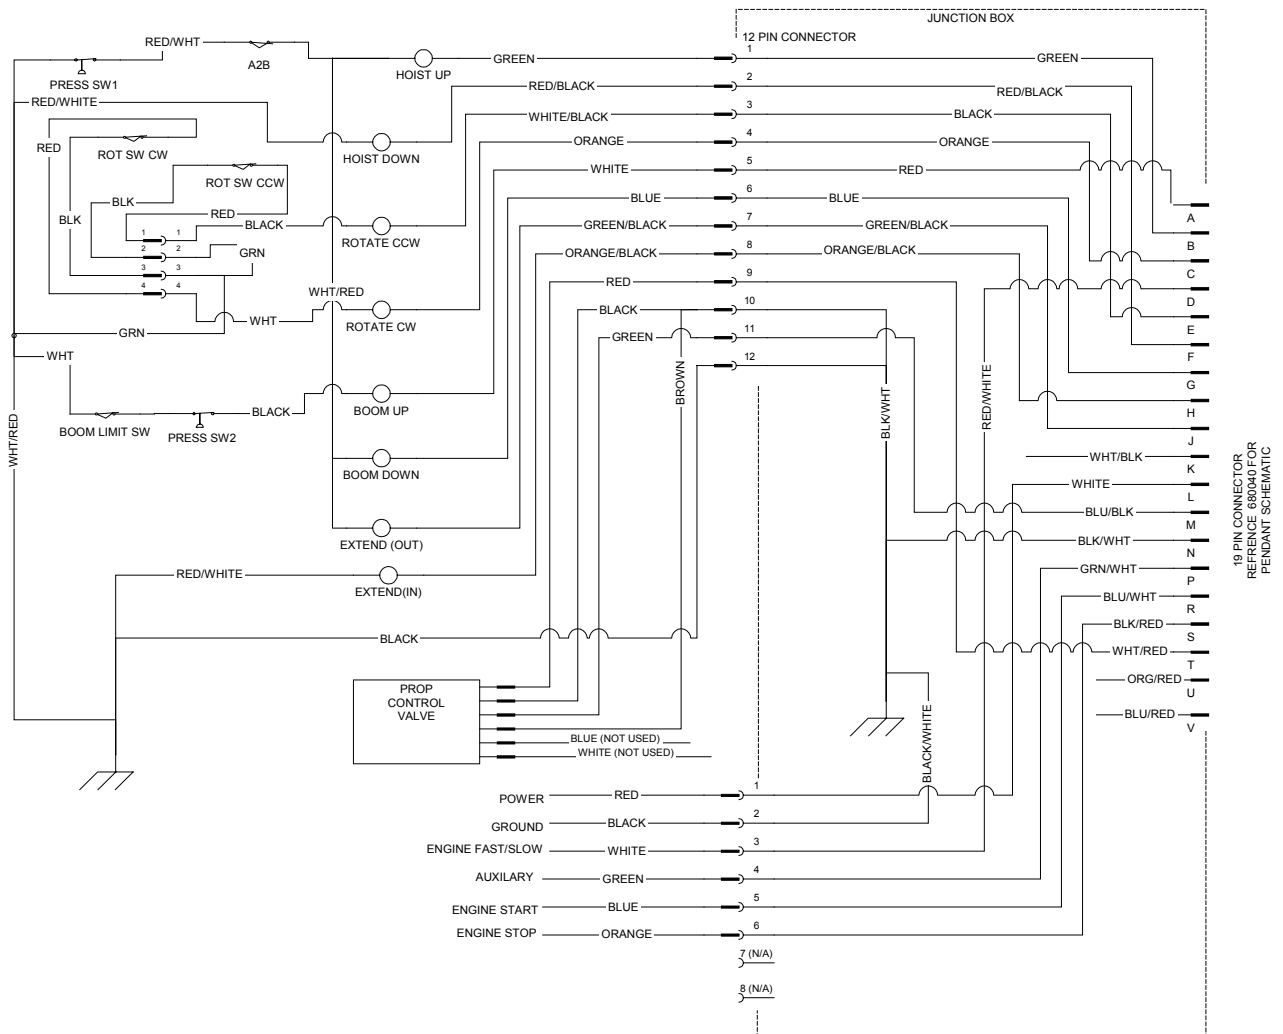 JUNCTION BOX
12 PIN CONNECTOR
RED/WHT
A2B
PRESS SW1
HOIST UP
GREEN
1
GREEN
RED/WHITE
RED/BLACK
2
RED/BLACK
WHITE/BLACK
3
BLACK
RED
ROT SW CW
HOIST DOWN
ORANGE
4
ORANGE
ROT SW CCW
WHITE
5
RED
BLK
BLUE
6
BLUE
BLK
RED
BLACK
ROTATE CCW
GREEN/BLACK
7
GREEN/BLACK
1 1
2 2
3 3
4 4
GRN
ORANGE/BLACK
8
ORANGE/BLACK
WHT/RED
RED
9
WHT
ROTATE CW
BLACK
10
GRN
GREEN
11
WHT
12
BROWN
BLK/WHT
RED/WHITE
BOOM LIMIT SW
PRESS SW2
BLACK
BOOM UP
WHT/RED
BOOM DOWN
EXTEND (OUT)
RED/WHITE
EXTEND(IN)
BLACK
A
B
C
D
E
F
G
H
J
WHT/BLK
K
WHITE
L
BLU/BLK
M
BLK/WHT
N
GRN/WHT
P
BLU/WHT
R
BLK/RED
S
WHT/RED
T
ORG/RED
U
BLU/RED
V
19 PIN CONNECTOR
REFRENCE 680040 FOR
PENDANT SCHEMATIC
PROP
CONTROL
VALVE
BLUE (NOT USED)
WHITE (NOT USED)
BLACK/WHITE
POWER
RED
1
GROUND
BLACK
2
ENGINE FAST/SLOW
WHITE
3
AUXILARY
GREEN
4
ENGINE START
BLUE
5
ENGINE STOP
ORANGE
6
7 (N/A)
8 (N/A)